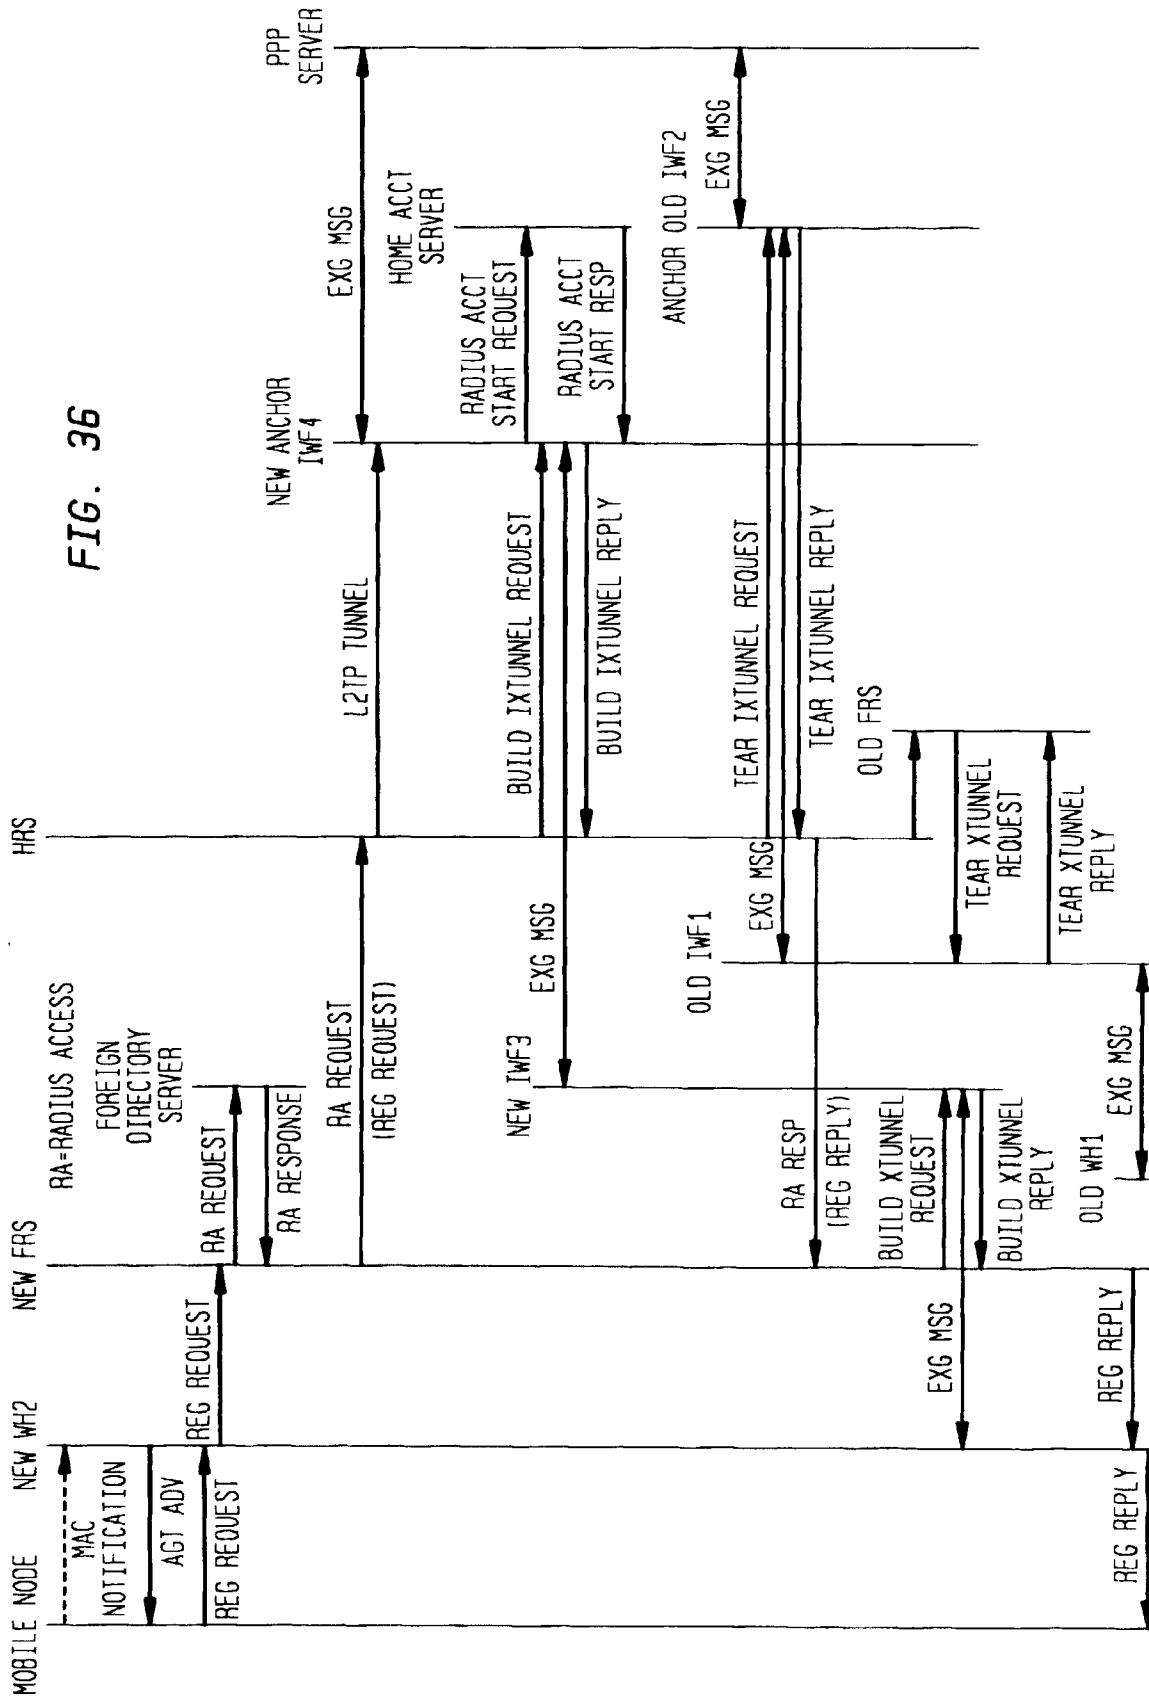 FIG. 36
MOBILE NODE
NEW WH2
NEW FRS
HRS
RA=RADIUS ACCESS
MAC
NOTIFICATION
AGT ADV
REG REQUEST
REG REQUEST
FOREIGN
DIRECTORY
SERVER
RA REQUEST
RA RESPONSE
RA REQUEST
(REG REQUEST)
L2TP TUNNEL
NEW ANCHOR
IWF4
PPP
SERVER
EXG MSG
HOME ACCT
SERVER
RADIUS ACCT
START REQUEST
RADIUS ACCT
START RESP
BUILD IXTUNNEL REQUEST
EXG MSG
BUILD IXTUNNEL REPLY
NEW IWF3
ANCHOR OLD IWF2
EXG MSG
TEAR IXTUNNEL REQUEST
EXG MSG
TEAR IXTUNNEL REPLY
OLD IWF1
RA RESP
(REG REPLY)
OLD FRS
BUILD XTUNNEL
REQUEST
EXG MSG
BUILD XTUNNEL
REPLY
TEAR XTUNNEL
REQUEST
TEAR XTUNNEL
REPLY
OLD WH1
EXG MSG
REG REPLY
REG REPLY